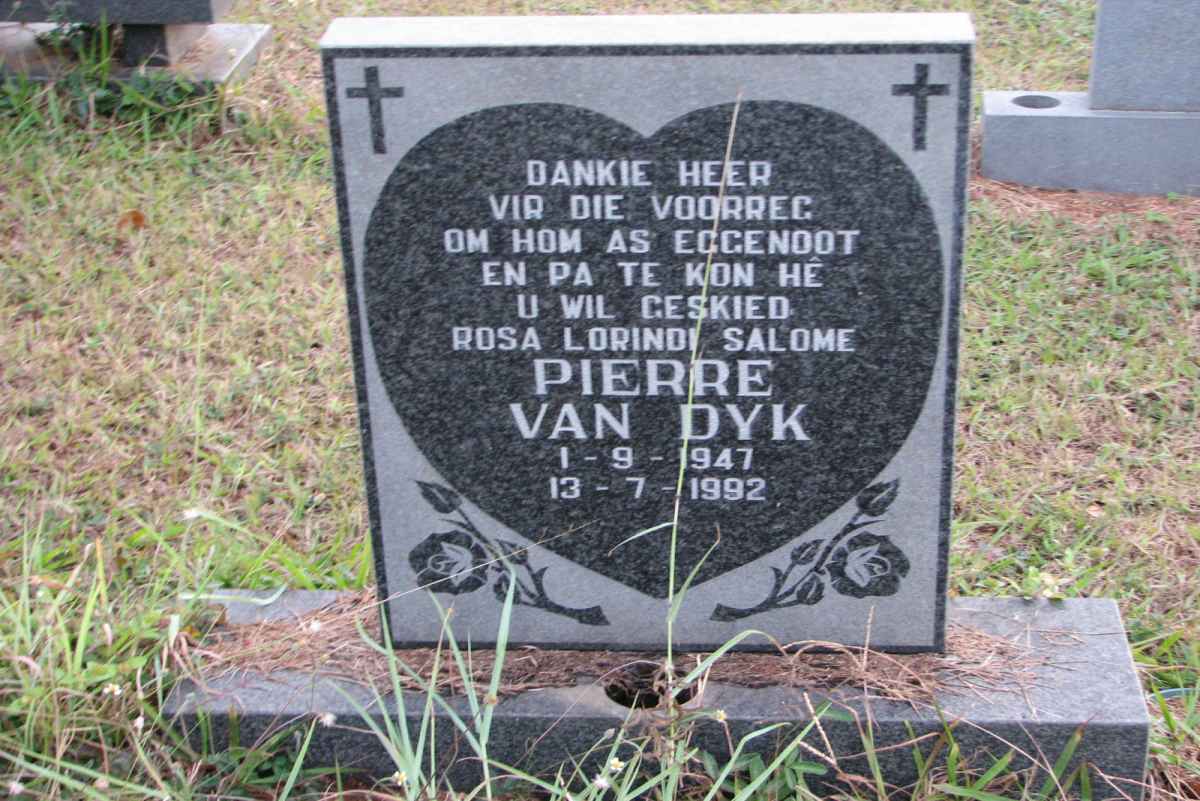 DANKIE HEER
VIR DIE VOORREG
OM HOM AS EGGENOOT
EN PA TE KON HÊ
U WIL GESKIED
ROSA LORINDI SALOME
PIERRE
VAN DYK
1 - 9 - 1947
13 - 7 - 1992